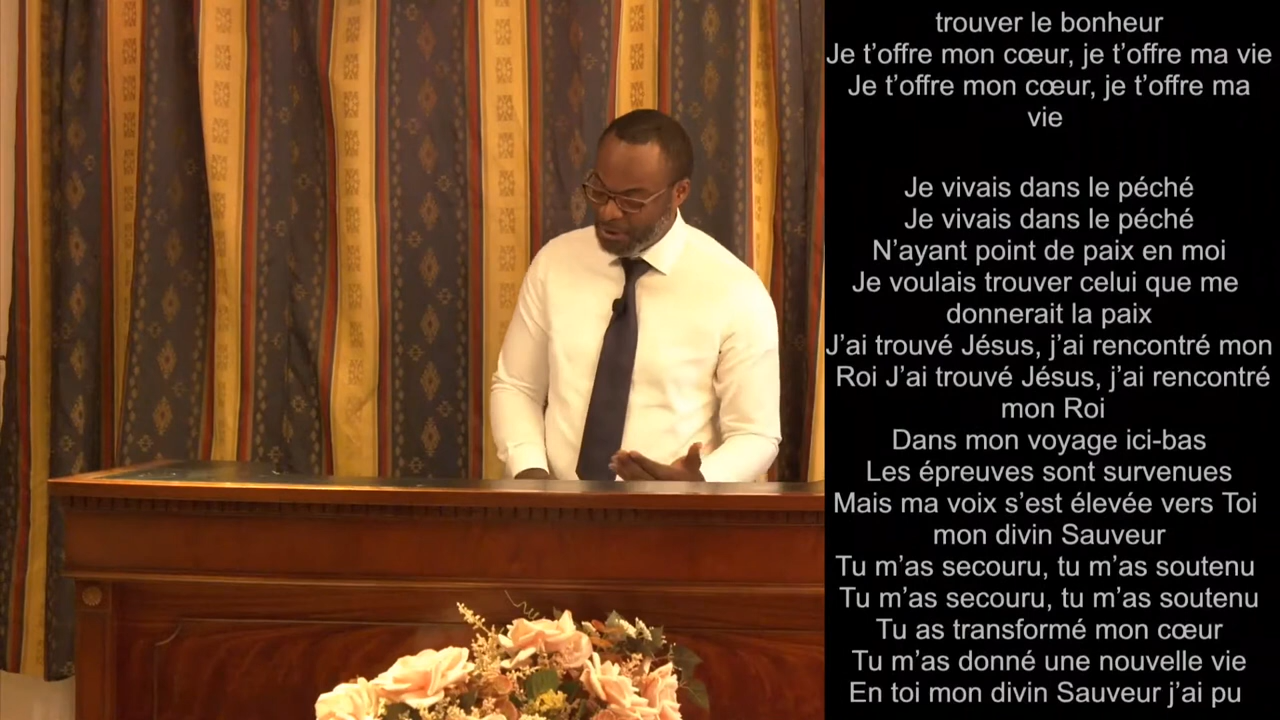 trouver le bonheur
Je t’offre mon cœur, je t’offre ma vie
Je t’offre mon cœur, je t’offre ma
vie
Je vivais dans le péché
Je vivais dans le péché
N’ayant point de paix en moi
Je voulais trouver celui que me
donnerait la paix
J’ai trouvé Jésus, j’ai rencontré mon
Roi J’ai trouvé Jésus, j’ai rencontré
mon Roi
Dans mon voyage ici-bas
Les épreuves sont survenues
Mais ma voix s’est élevée vers Toi
mon divin Sauveur
Tu m’as secouru, tu m’as soutenu
Tu m’as secouru, tu m’as soutenu
Tu as transformé mon cœur
Tu m’as donné une nouvelle vie
En toi mon divin Sauveur j’ai pu